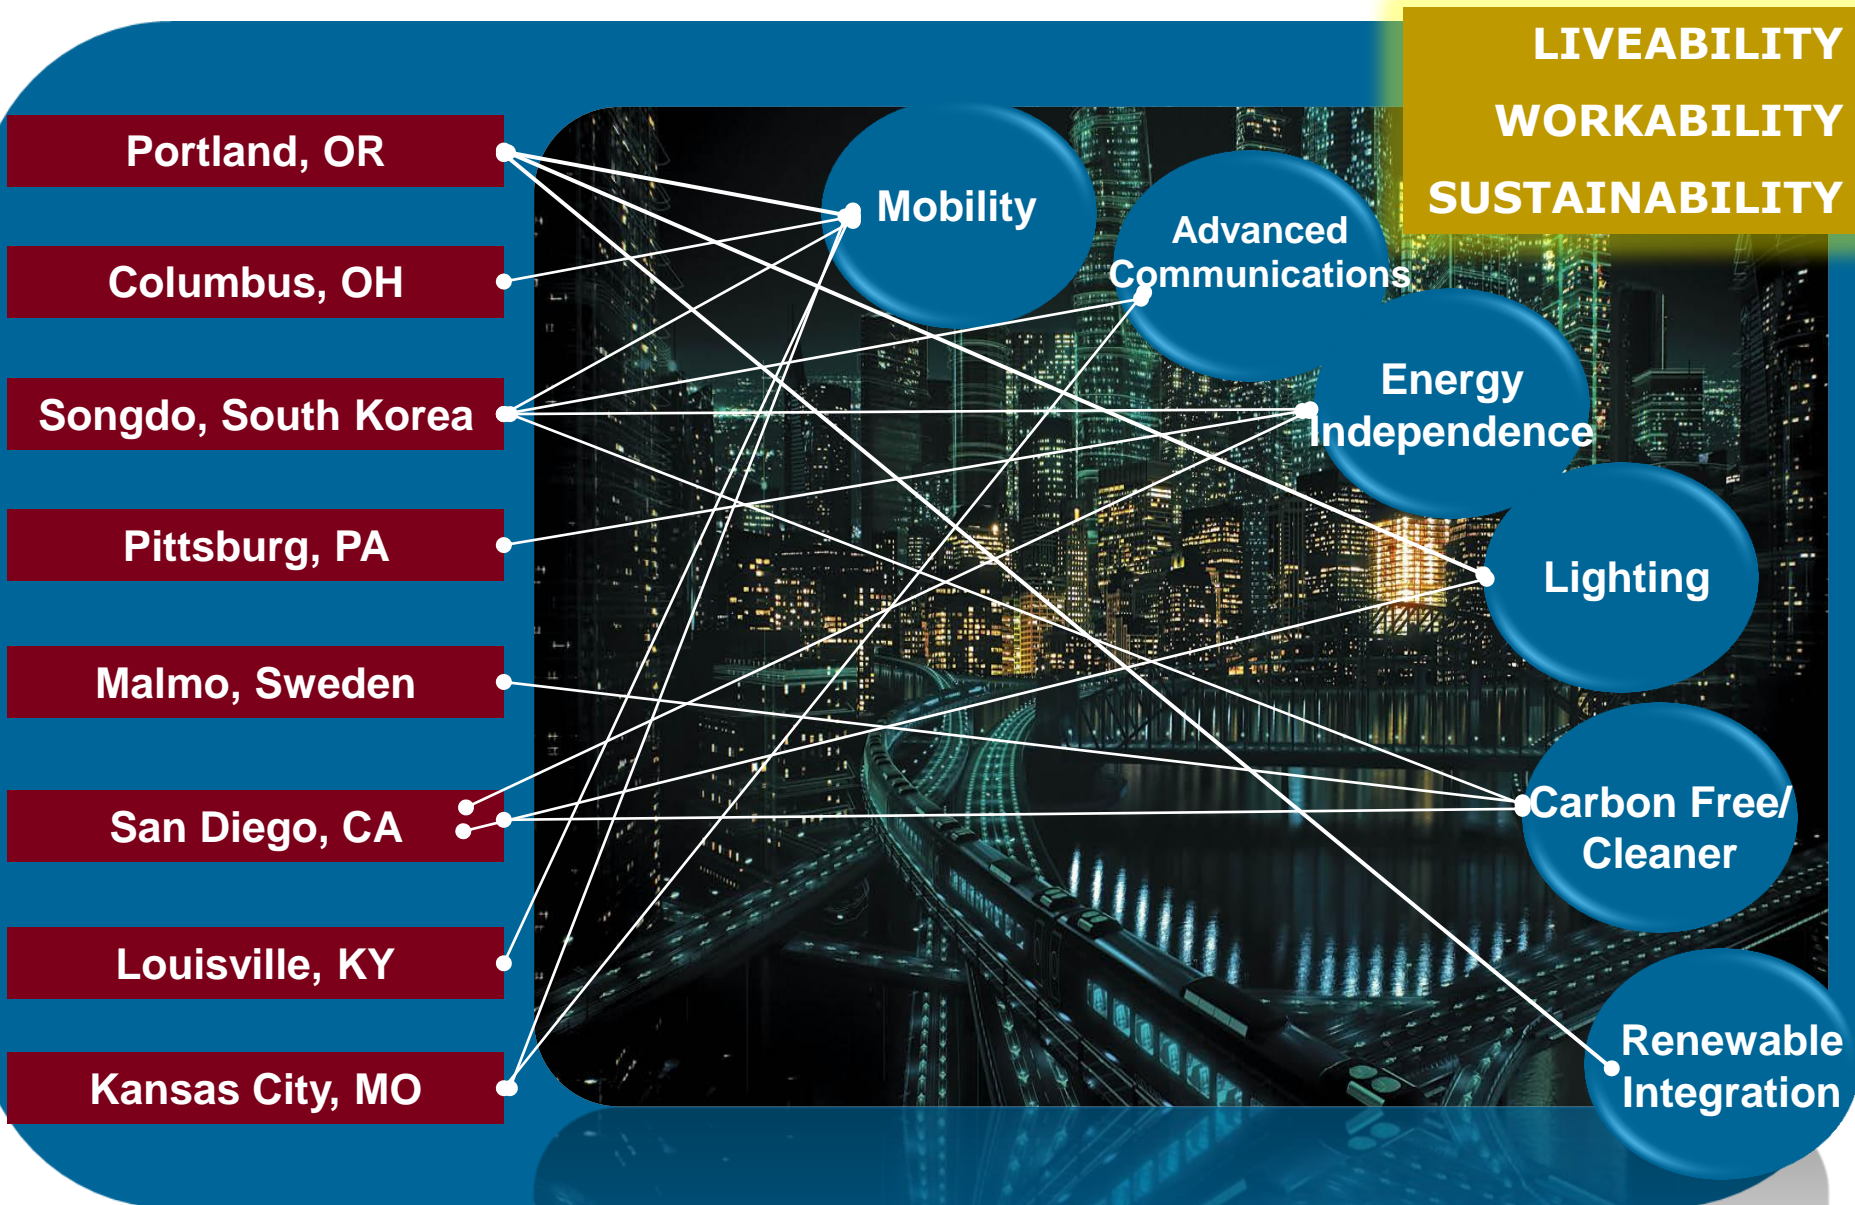 LIVEABILITY
WORKABILITY
SUSTAINABILITY
Portland, OR
Columbus, OH
Songdo, South Korea
Pittsburg, PA
Malmo, Sweden
San Diego, CA
Louisville, KY
Kansas City, MO
Mobility
Advanced
Communications
Energy
Independence
Lighting
Carbon Free/
Cleaner
Renewable
Integration